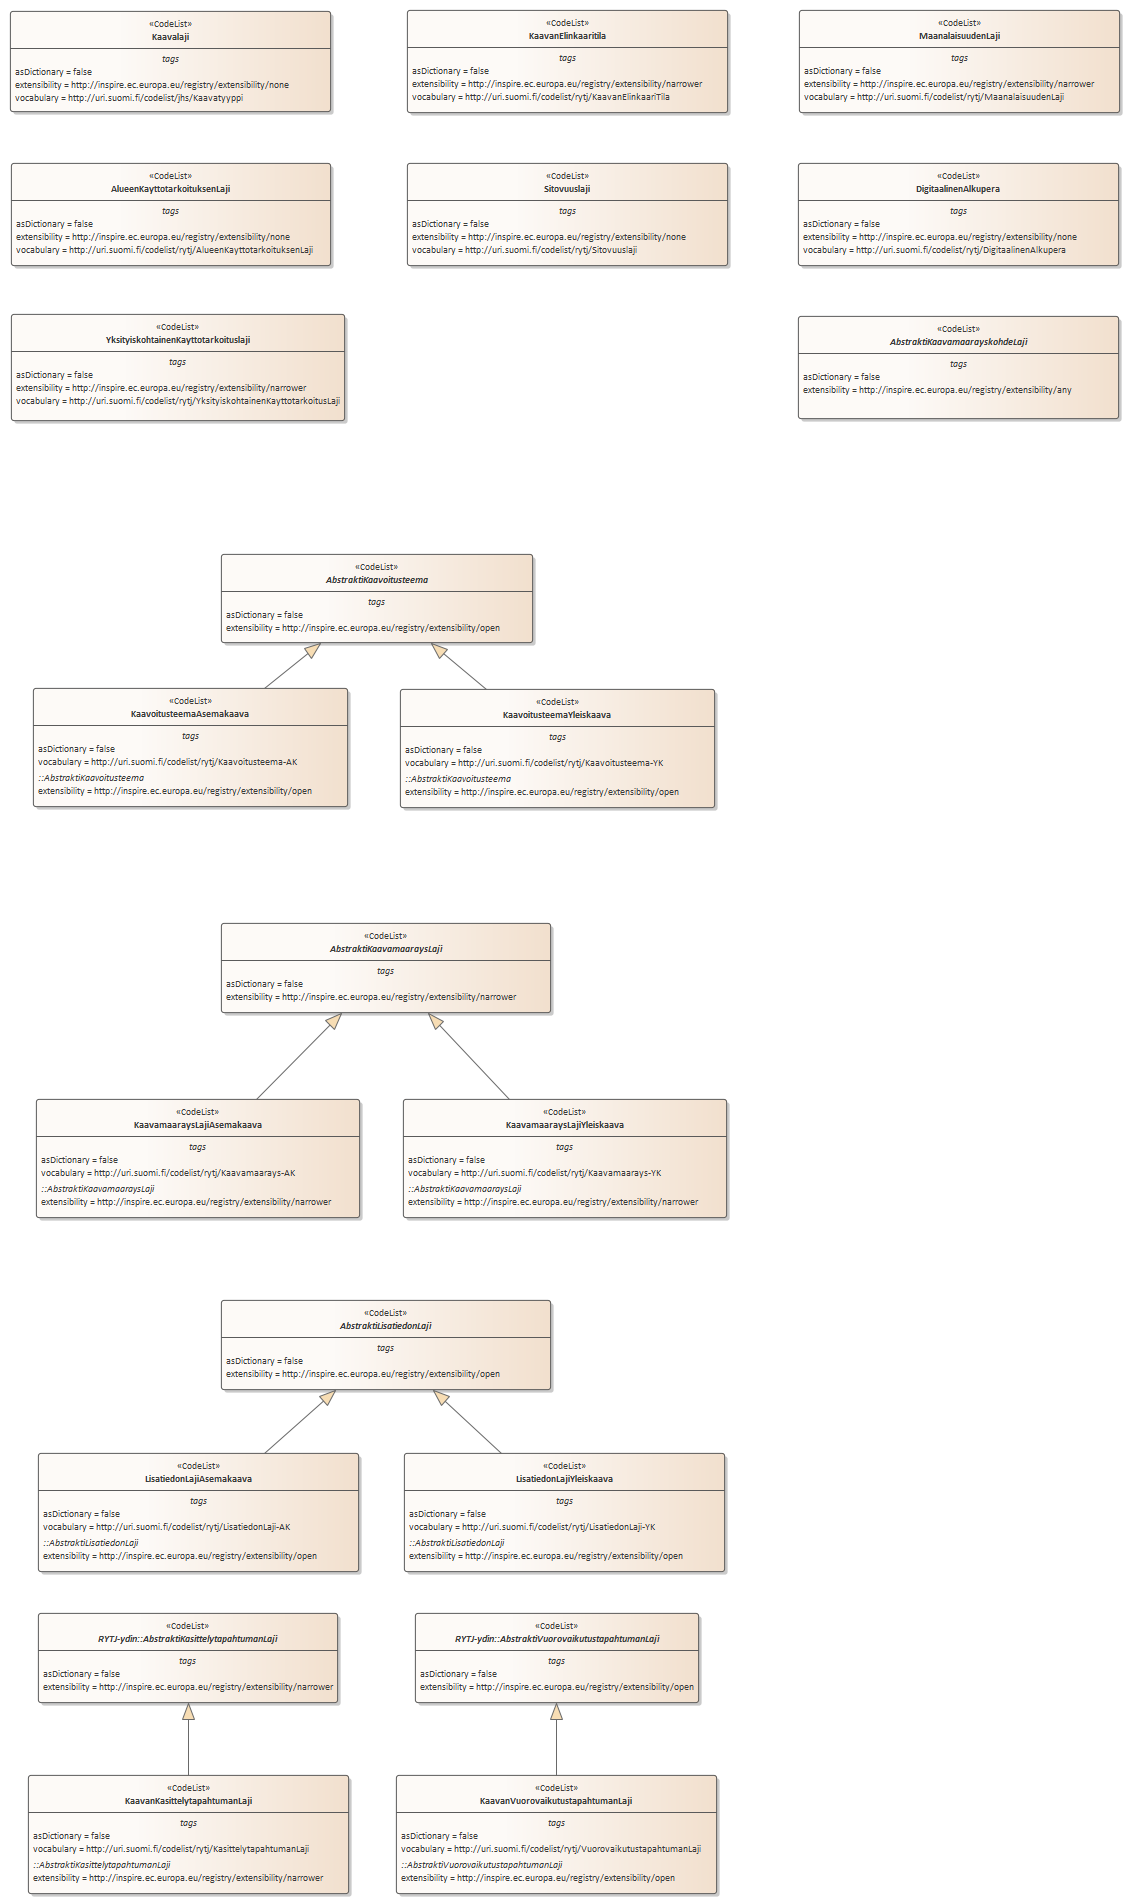 «CodeList»
Kaavalaji
tags
asDictionary = false
extensibility = http://inspire.ec.europa.eu/registry/extensibility/none
vocabulary = http://uri.suomi.fi/codelist/jhs/Kaavatyyppi
«CodeList»
KaavanElinkaaritila
tags
asDictionary = false
extensibility = http://inspire.ec.europa.eu/registry/extensibility/narrower
vocabulary = http://uri.suomi.fi/codelist/rytj/KaavanElinkaariTila
«CodeList»
MaanalaisuudenLaji
tags
asDictionary = false
extensibility = http://inspire.ec.europa.eu/registry/extensibility/narrower
vocabulary = http://uri.suomi.fi/codelist/rytj/MaanalaisuudenLaji
«CodeList»
AlueenKayttotarkoituksenLaji
tags
asDictionary = false
extensibility = http://inspire.ec.europa.eu/registry/extensibility/none
vocabulary = http://uri.suomi.fi/codelist/rytj/AlueenKayttotarkoituksenLaji
«CodeList»
Sitovuuslaji
tags
asDictionary = false
extensibility = http://inspire.ec.europa.eu/registry/extensibility/none
vocabulary = http://uri.suomi.fi/codelist/rytj/Sitovuuslaji
«CodeList»
DigitaalinenAlkupera
tags
asDictionary = false
extensibility = http://inspire.ec.europa.eu/registry/extensibility/none
vocabulary = http://uri.suomi.fi/codelist/rytj/DigitaalinenAlkupera
«CodeList»
YksityiskohtainenKayttotarkoituslaji
tags
asDictionary = false
extensibility = http://inspire.ec.europa.eu/registry/extensibility/narrower
vocabulary = http://uri.suomi.fi/codelist/rytj/YksityiskohtainenKayttotarkoitusLaji
«CodeList»
AbstraktiKaavamaarayskohdeLaji
tags
asDictionary = false
extensibility = http://inspire.ec.europa.eu/registry/extensibility/any
«CodeList»
AbstraktiKaavoitusteema
tags
asDictionary = false
extensibility = http://inspire.ec.europa.eu/registry/extensibility/open
«CodeList»
KaavoitusteemaAsemakaava
tags
asDictionary = false
vocabulary = http://uri.suomi.fi/codelist/rytj/Kaavoitusteema-AK
::AbstraktiKaavoitusteema
extensibility = http://inspire.ec.europa.eu/registry/extensibility/open
«CodeList»
KaavoitusteemaYleiskaava
tags
asDictionary = false
vocabulary = http://uri.suomi.fi/codelist/rytj/Kaavoitusteema-YK
::AbstraktiKaavoitusteema
extensibility = http://inspire.ec.europa.eu/registry/extensibility/open
«CodeList»
AbstraktiKaavamaaraysLaji
tags
asDictionary = false
extensibility = http://inspire.ec.europa.eu/registry/extensibility/narrower
«CodeList»
KaavamaaraysLajiAsemakaava
tags
asDictionary = false
vocabulary = http://uri.suomi.fi/codelist/rytj/Kaavamaarays-AK
::AbstraktiKaavamaaraysLaji
extensibility = http://inspire.ec.europa.eu/registry/extensibility/narrower
«CodeList»
KaavamaaraysLajiYleiskaava
tags
asDictionary = false
vocabulary = http://uri.suomi.fi/codelist/rytj/Kaavamaarays-YK
::AbstraktiKaavamaaraysLaji
extensibility = http://inspire.ec.europa.eu/registry/extensibility/narrower
«CodeList»
AbstraktiLisatiedonLaji
tags
asDictionary = false
extensibility = http://inspire.ec.europa.eu/registry/extensibility/open
«CodeList»
LisatiedonLajiAsemakaava
tags
asDictionary = false
vocabulary = http://uri.suomi.fi/codelist/rytj/LisatiedonLaji-AK
::AbstraktiLisatiedonLaji
extensibility = http://inspire.ec.europa.eu/registry/extensibility/open
«CodeList»
LisatiedonLajiYleiskaava
tags
asDictionary = false
vocabulary = http://uri.suomi.fi/codelist/rytj/LisatiedonLaji-YK
::AbstraktiLisatiedonLaji
extensibility = http://inspire.ec.europa.eu/registry/extensibility/open
«CodeList»
RYTJ-ydin::AbstraktiKasittelytapahtumanLaji
tags
asDictionary = false
extensibility = http://inspire.ec.europa.eu/registry/extensibility/narrower
«CodeList»
RYTJ-ydin::AbstraktiVuorovaikutustapahtumanLaji
tags
asDictionary = false
extensibility = http://inspire.ec.europa.eu/registry/extensibility/open
«CodeList»
KaavanKasittelytapahtumanLaji
tags
asDictionary = false
vocabulary = http://uri.suomi.fi/codelist/rytj/KasittelytapahtumanLaji
::AbstraktiKasittelytapahtumanLaji
extensibility = http://inspire.ec.europa.eu/registry/extensibility/narrower
«CodeList»
KaavanVuorovaikutustapahtumanLaji
tags
asDictionary = false
vocabulary = http://uri.suomi.fi/codelist/rytj/VuorovaikutustapahtumanLaji
::AbstraktiVuorovaikutustapahtumanLaji
extensibility = http://inspire.ec.europa.eu/registry/extensibility/open